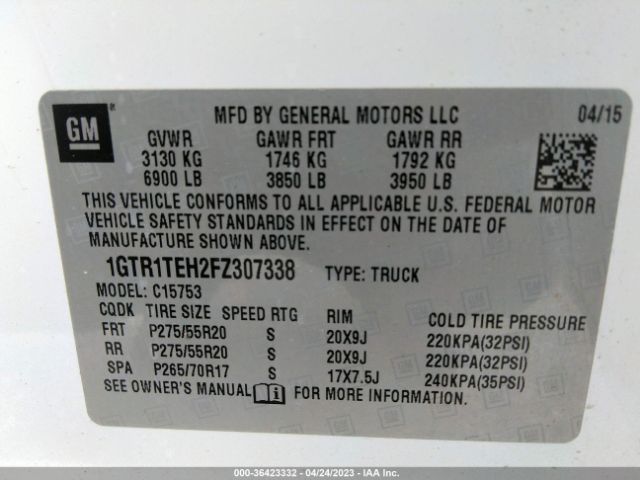 GM
MFD BY GENERAL MOTORS LLC 04/15
GVWR GAWR FRT GAWR RR
3130 KG 1746 KG 1792 KG
6900 LB 3850 LB 3950 LB
THIS VEHICLE CONFORMS TO ALL APPLICABLE U.S. FEDERAL MOTOR
VEHICLE SAFETY STANDARDS IN EFFECT ON THE DATE OF
MANUFACTURE SHOWN ABOVE.
1GTR1TEH2FZ307338 TYPE: TRUCK
MODEL: C15753
CQDK TIRE SIZE SPEED RTG RIM COLD TIRE PRESSURE
FRT P275/55R20 S 20X9J 220KPA(32PSI)
RR P275/55R20 S 20X9J 220KPA(32PSI)
SPA P265/70R17 S 17X7.5J 240KPA(35PSI)
SEE OWNER'S MANUAL FOR MORE INFORMATION.
000-36423332 - 04/24/2023 - IAA Inc.